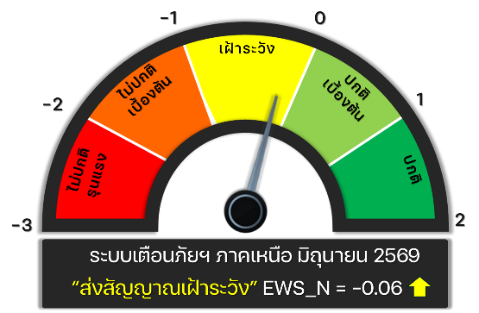 -1
0
เฝ้าระวัง
ไม่ปกติ
เบื้องต้น
ปกติ
เบื้องต้น
-2
1
ไม่ปกติ
รุนแรง
ปกติ
-3
2
ระบบเตือนภัยฯ ภาคเหนือ มิถุนายน 2569
“ส่งสัญญาณเฝ้าระวัง” EWS_N = -0.06